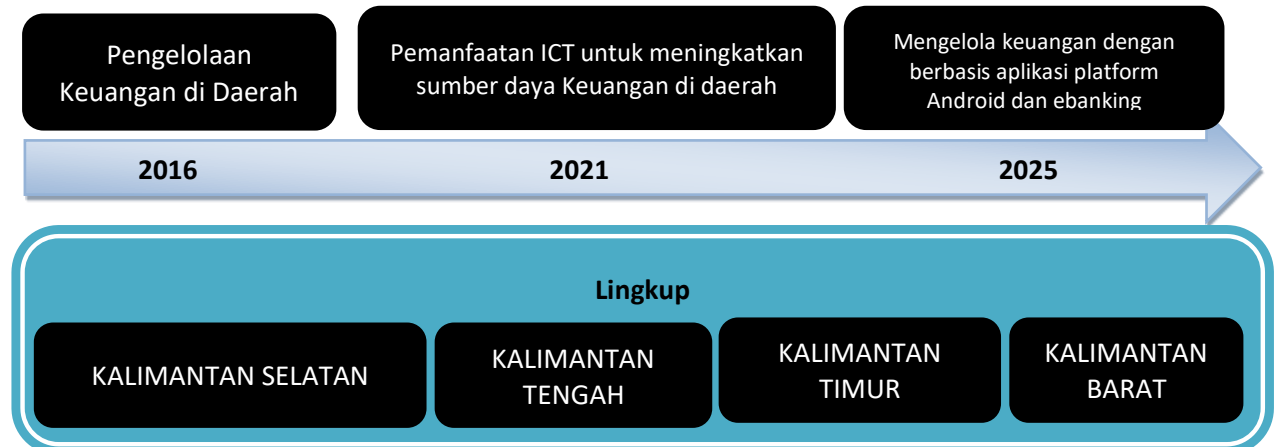 Pengelolaan
Keuangan di Daerah
Pemanfaatan ICT untuk meningkatkan
sumber daya Keuangan di daerah
Mengelola keuangan dengan
berbasis aplikasi platform
Android dan ebanking
2016
2021
2025
Lingkup
KALIMANTAN SELATAN
KALIMANTAN
TENGAH
KALIMANTAN
TIMUR
KALIMANTAN
BARAT